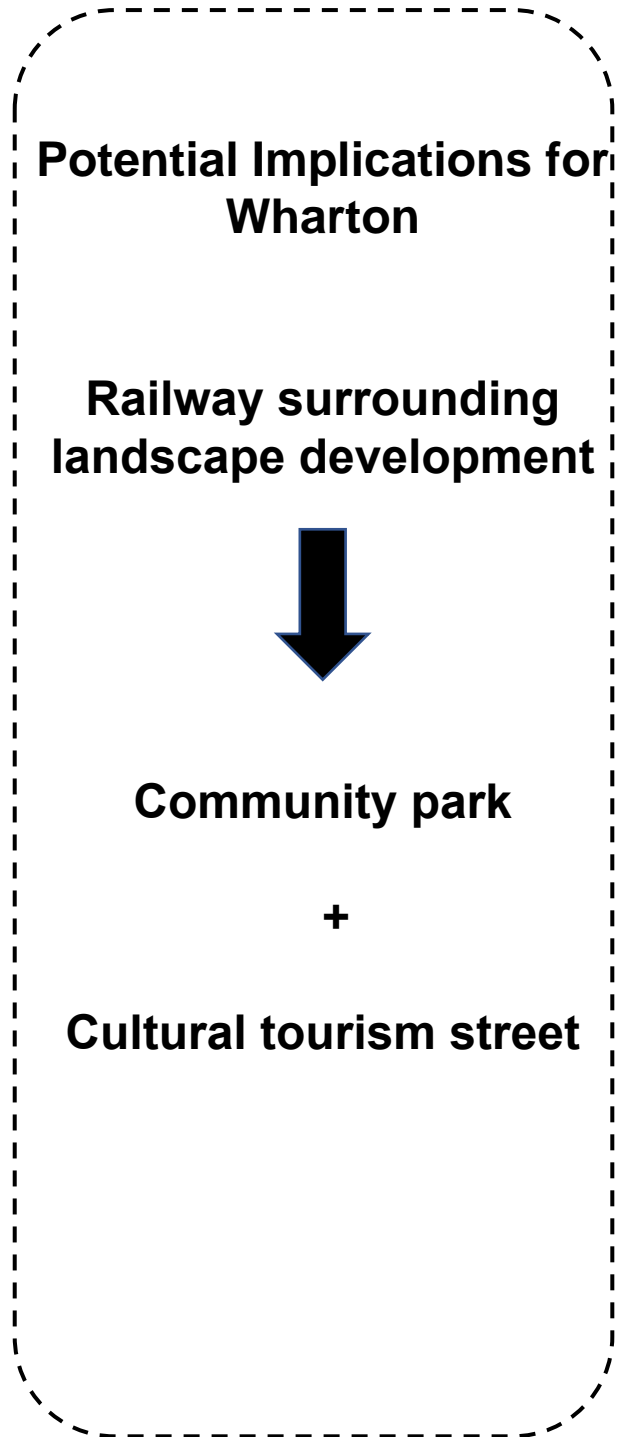 Potential Implications for
Wharton
Railway surrounding
landscape development
Community park
+
Cultural tourism street